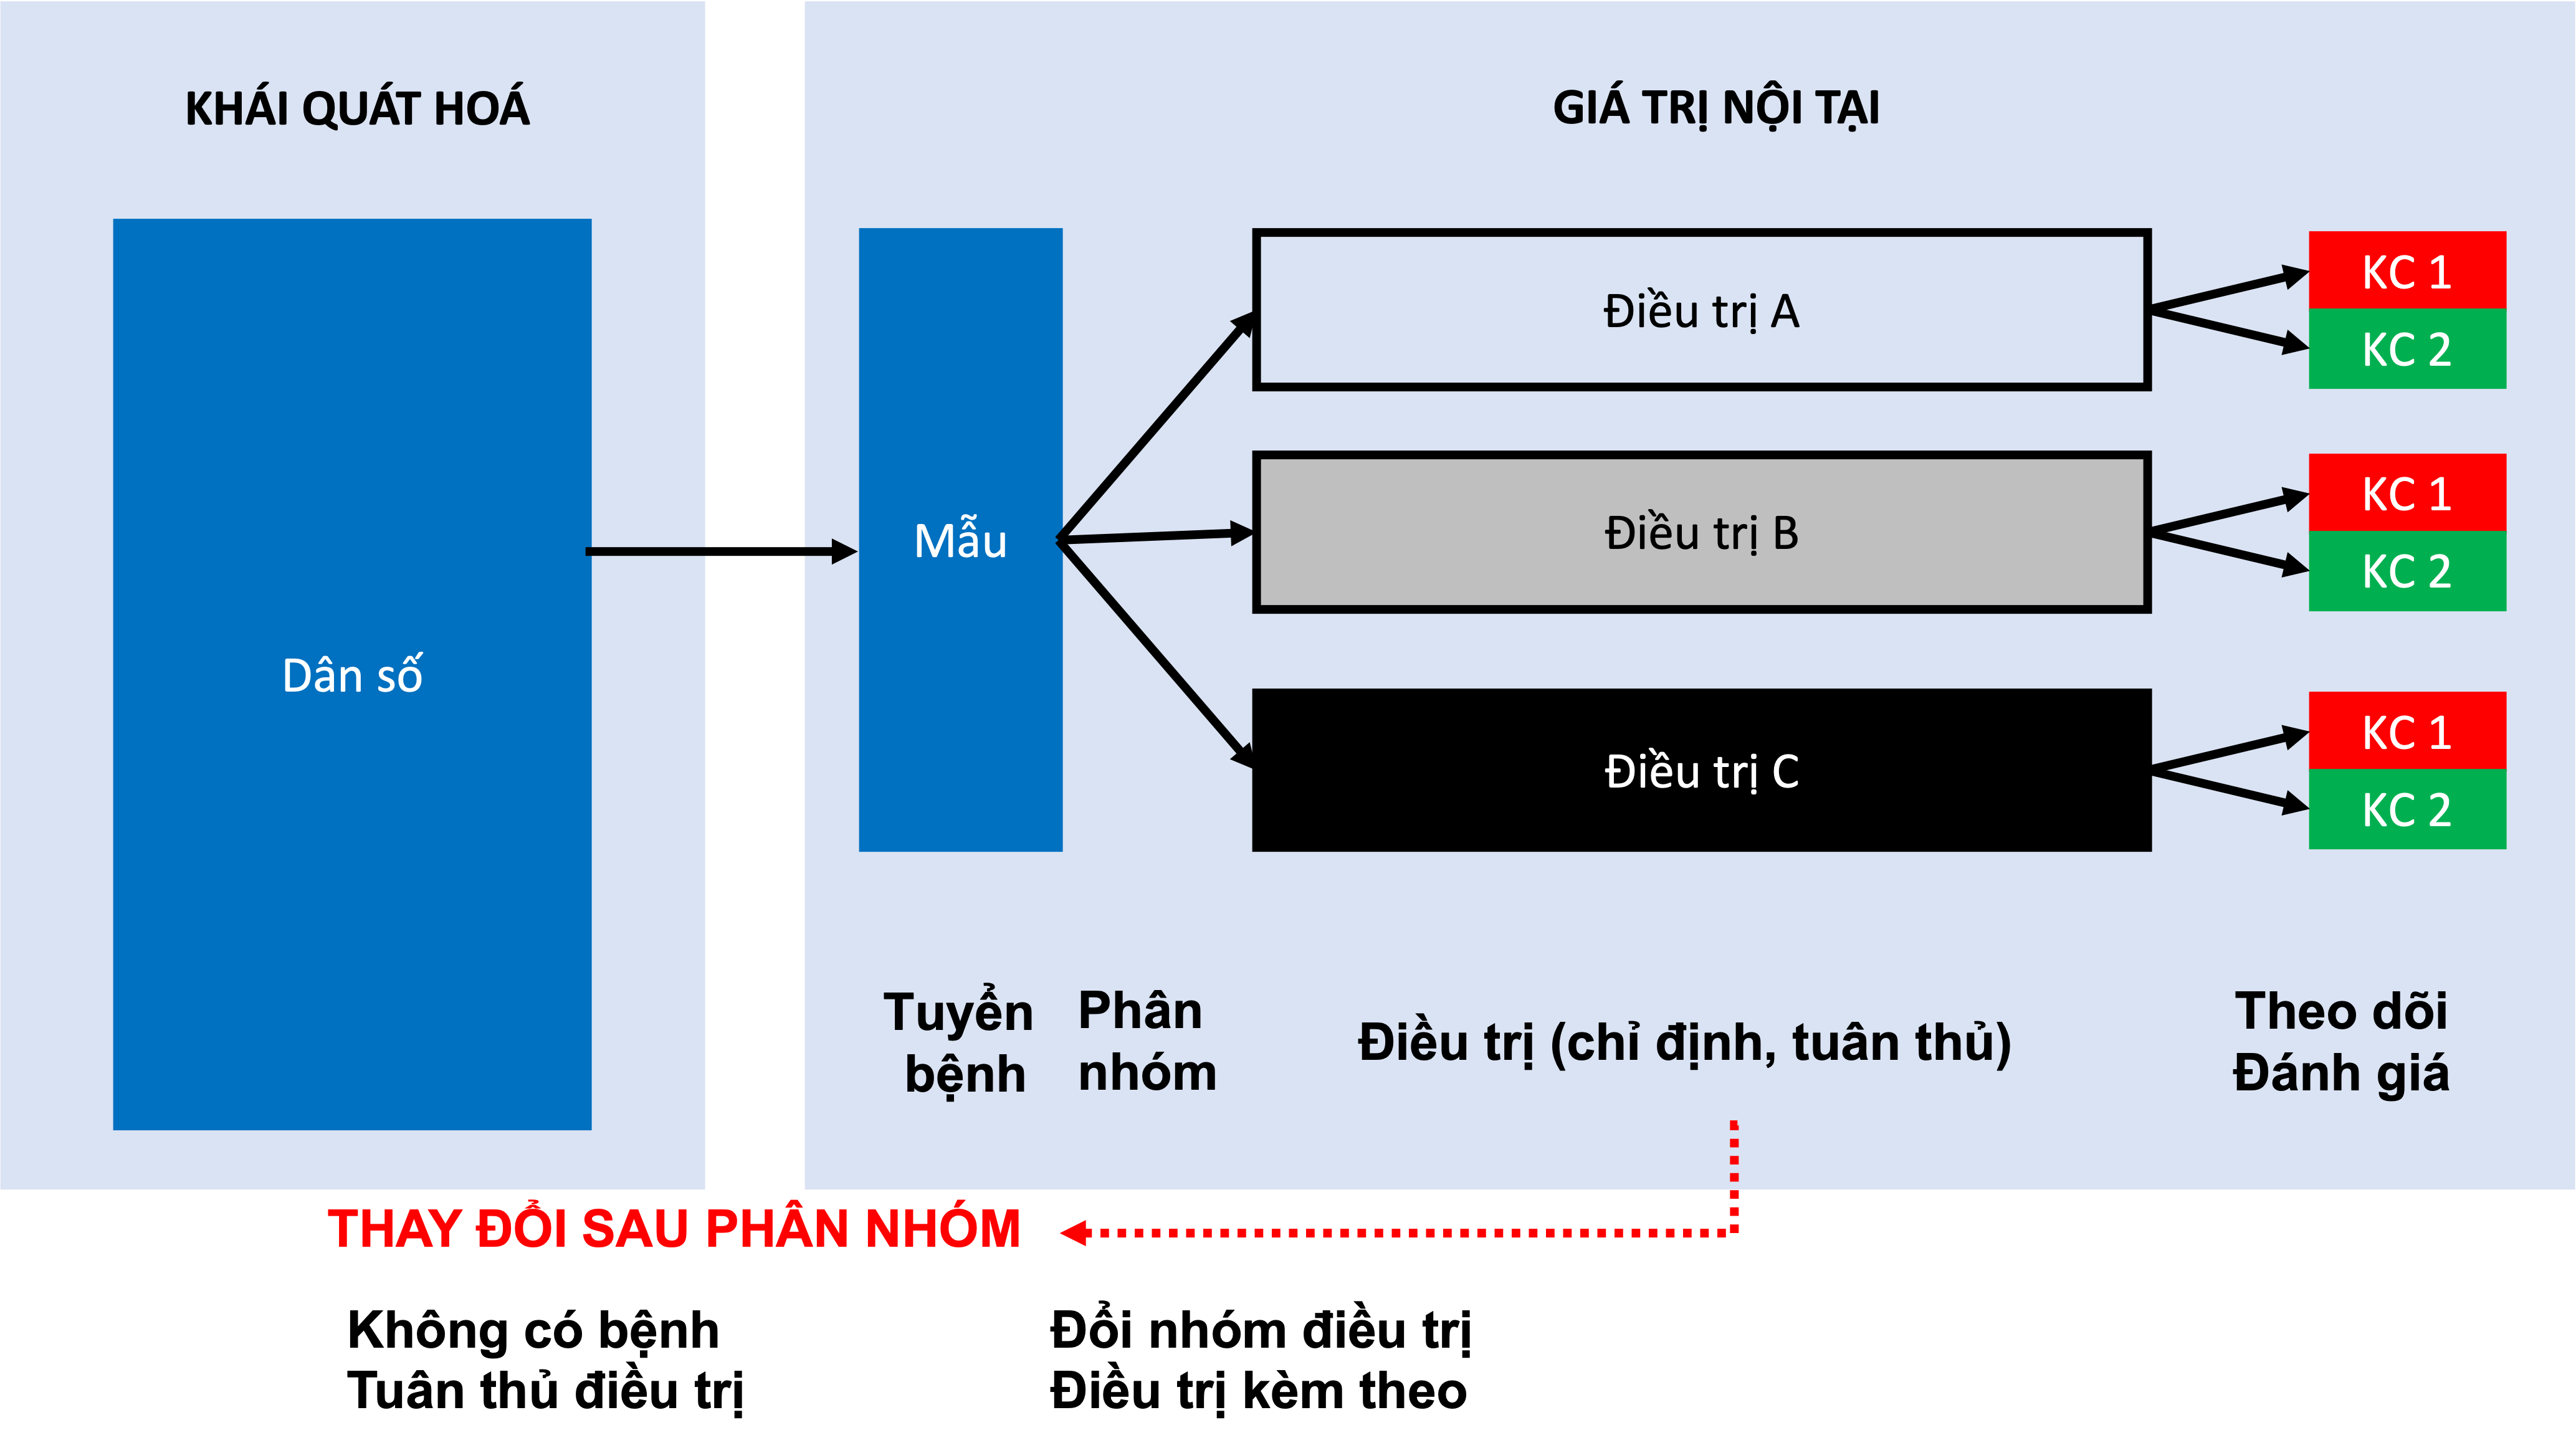 KHÁI QUÁT HOÁ
GIÁ TRỊ NỘI TẠI
Dân số
Mẫu
Điều trị A
KC 1
KC 2
Điều trị B
KC 1
KC 2
Điều trị C
KC 1
KC 2
Tuyển
bệnh
Phân
nhóm
Điều trị (chỉ định, tuân thủ)
Theo dõi
Đánh giá
THAY ĐỔI SAU PHÂN NHÓM
Không có bệnh
Tuân thủ điều trị
Đổi nhóm điều trị
Điều trị kèm theo